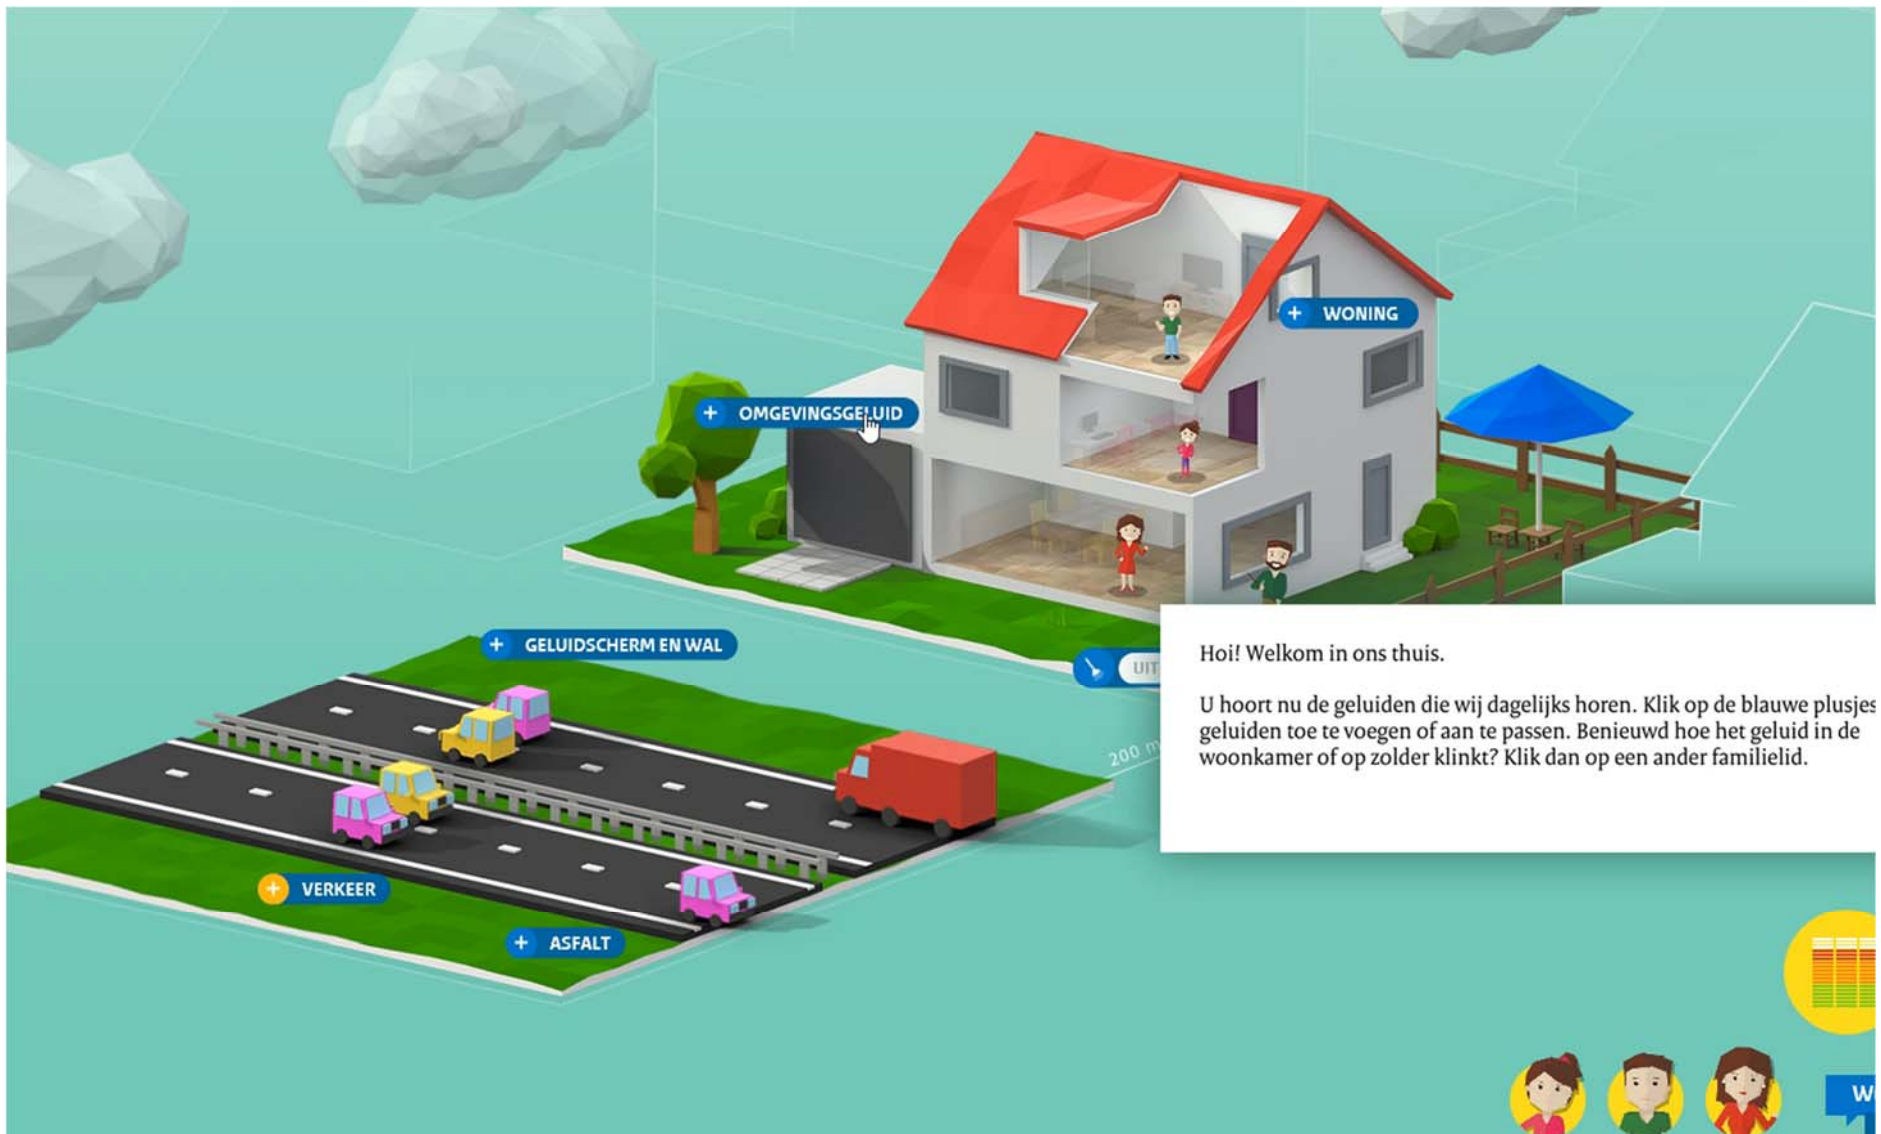 WONING
OMGEVINGSGELUID
GELUIDSCHERM EN WAL
UIT
Hoi! Welkom in ons thuis.
U hoort nu de geluiden die wij dagelijks horen. Klik op de blauwe plusjes
geluiden toe te voegen of aan te passen. Benieuwd hoe het geluid in de
woonkamer of op zolder klinkt? Klik dan op een ander familielid.
200 m
VERKEER
ASFALT